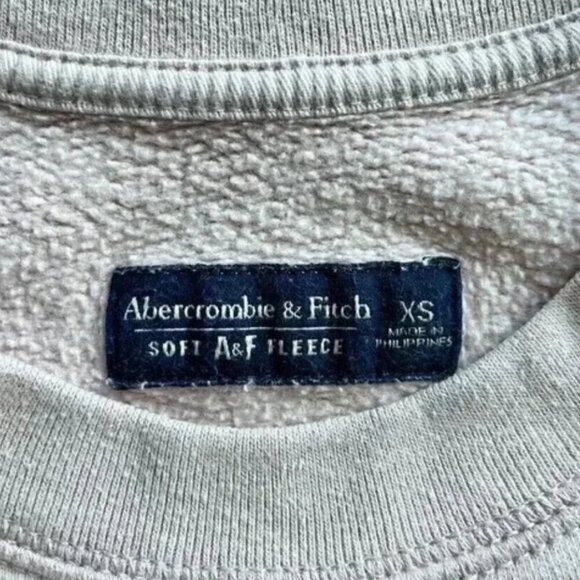 Abercrombie & Fitch
SOFT A&F FLEECE
XS
MADE IN
PHILIPPINES